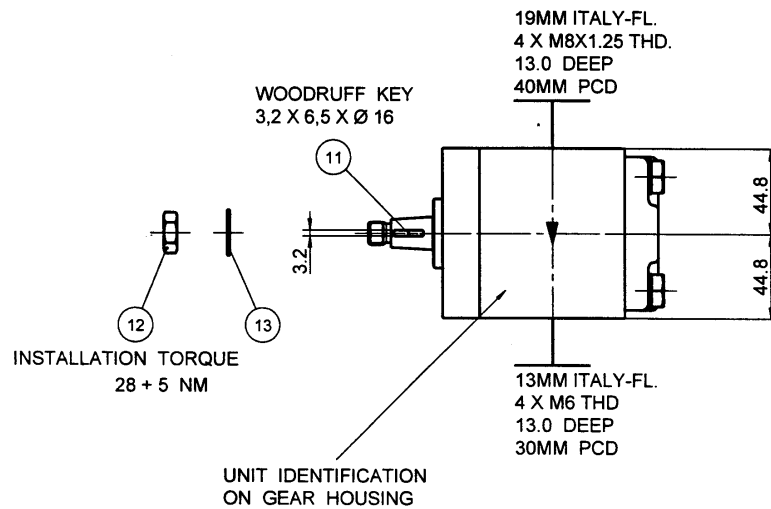 19MM ITALY-FL.
4 X M8X1.25 THD.
13.0 DEEP
40MM PCD
WOODRUFF KEY
3,2 X 6,5 X Ø 16
11
44.8
3.2
44.8
12
13
INSTALLATION TORQUE
28 + 5 NM
13MM ITALY-FL.
4 X M6 THD
13.0 DEEP
30MM PCD
UNIT IDENTIFICATION
ON GEAR HOUSING